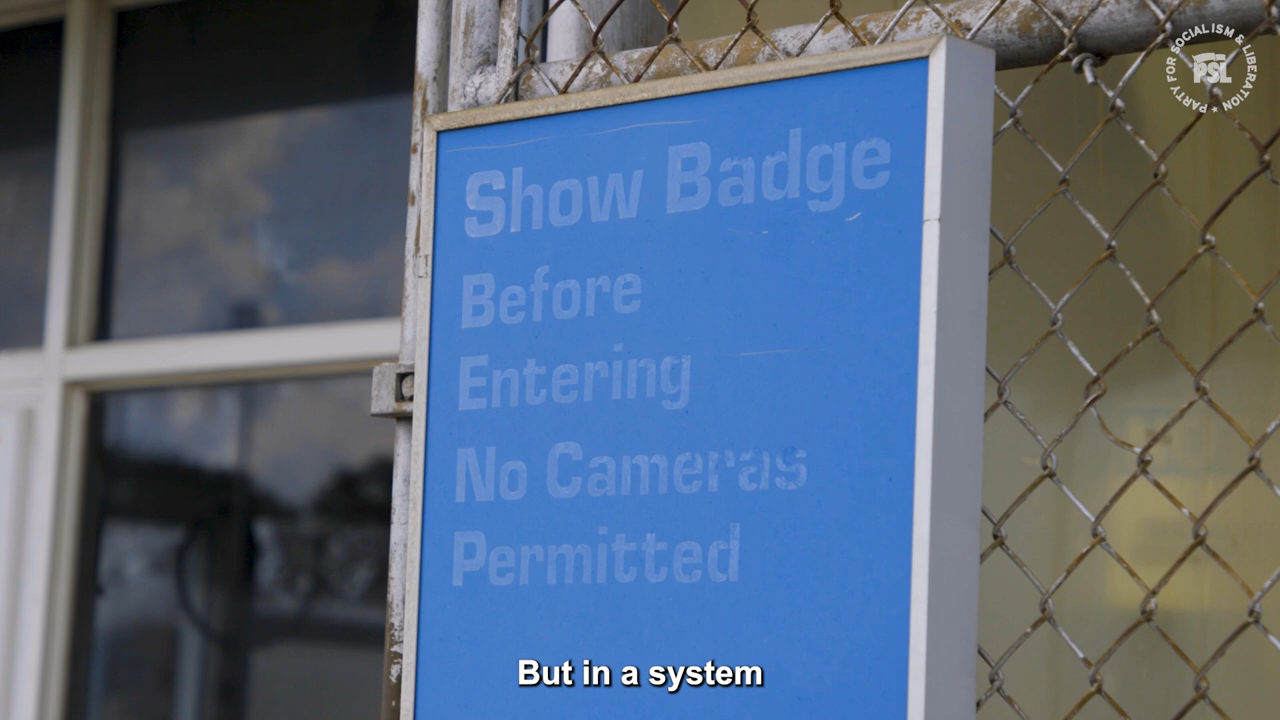 PARTY FOR SOCIALISM & LIBERATION
PSL
Show Badge
Before
Entering
No Cameras
Permitted
But in a system